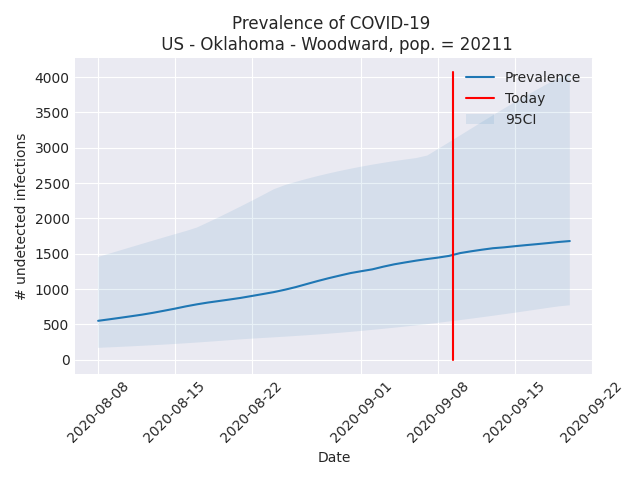 Prevalence of COVID-19
US - Oklahoma - Woodward, pop. = 20211
# undetected infections
4000
3500
3000
2500
2000
1500
1000
500
0
Prevalence
Today
95CI
2020-08-08
2020-08-15
2020-08-22
2020-09-01
2020-09-08
2020-09-15
2020-09-22
Date